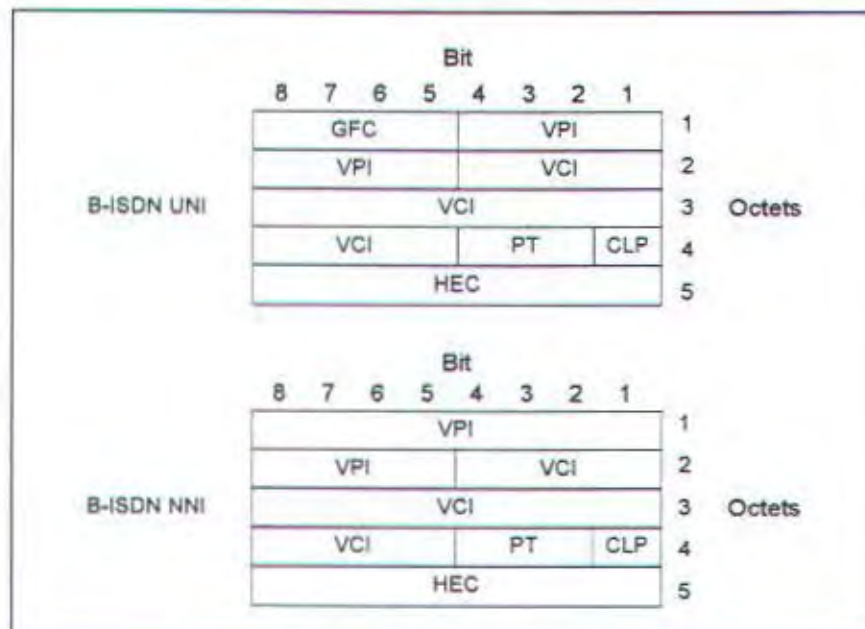 Bit
8 7 6 5 4 3 2 1
GFC VPI 1
VPI VCI 2
B-ISDN UNI VCI 3 Octets
VCI PT CLP 4
HEC 5
Bit
8 7 6 5 4 3 2 1
VPI 1
VPI VCI 2
B-ISDN NNI VCI 3 Octets
VCI PT CLP 4
HEC 5